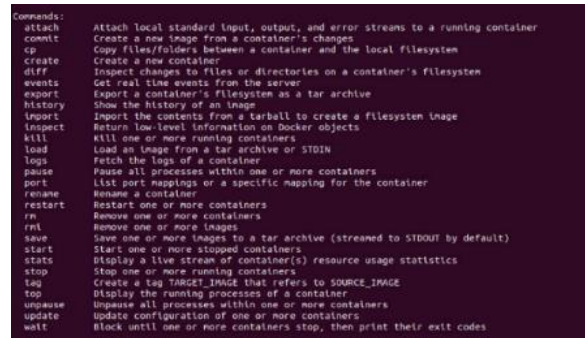 Commands:
attach Attach local standard input, output, and error streams to a running container
commit Create a new image from a container's changes
cp Copy files/folders between a container and the local filesystem
create Create a new container
diff Inspect changes to files or directories on a container's filesystem
events Get real time events from the server
export Export a container's filesystem as a tar archive
history Show the history of an image
import Import the contents from a tarball to create a filesystem image
inspect Return low-level information on Docker objects
kill Kill one or more running containers
load Load an image from a tar archive or STDIN
logs Fetch the logs of a container
pause Pause all processes within one or more containers
port List port mappings or a specific mapping for the container
rename Rename a container
restart Restart one or more containers
rm Remove one or more containers
rmi Remove one or more images
save Save one or more images to a tar archive (streamed to STDOUT by default)
start Start one or more stopped containers
stats Display a live stream of container(s) resource usage statistics
stop Stop one or more running containers
tag Create a tag TARGET_IMAGE that refers to SOURCE_IMAGE
top Display the running processes of a container
unpause Unpause all processes within one or more containers
update Update configuration of one or more containers
wait Block until one or more containers stop, then print their exit codes